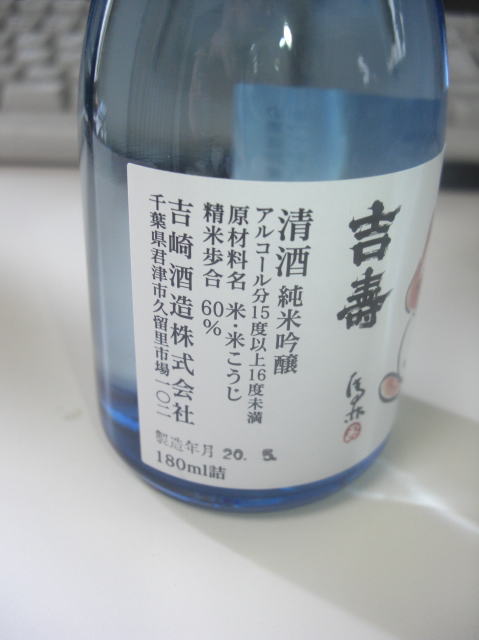 吉壽
清酒 純米吟醸
アルコール分15度以上16度未満
原材料名 米・米こうじ
精米歩合 60%
吉崎酒造株式会社
千葉県君津市久留里市場一〇二
製造年月 20. 5.
180ml詰